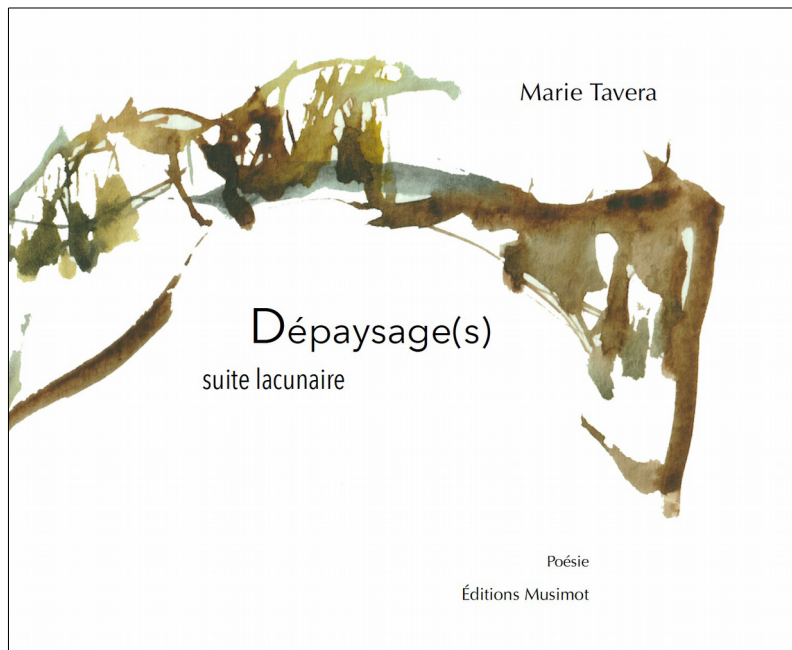 Marie Tavera
Dépaysage(s)
suite lacunaire
Poésie
Éditions Musimot